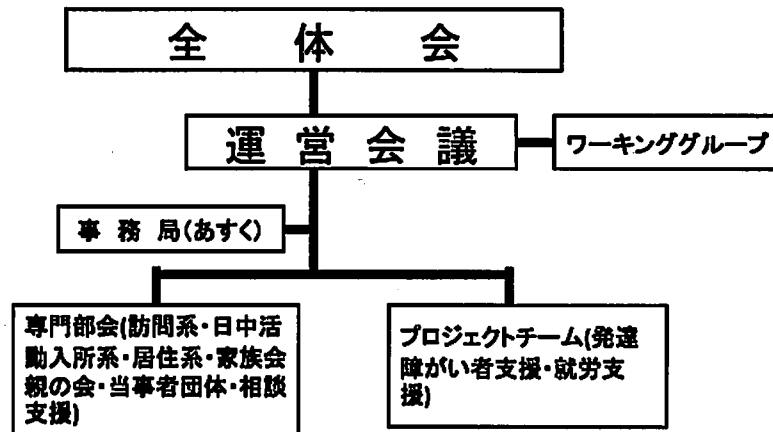 全体会
運営会議
ワーキンググループ
事務局(あすく)
専門部会(訪問系・日中活
動入所系・居住系・家族会
親の会・当事者団体・相談
支援)
プロジェクトチーム(発達
障がい者支援・就労支
援)